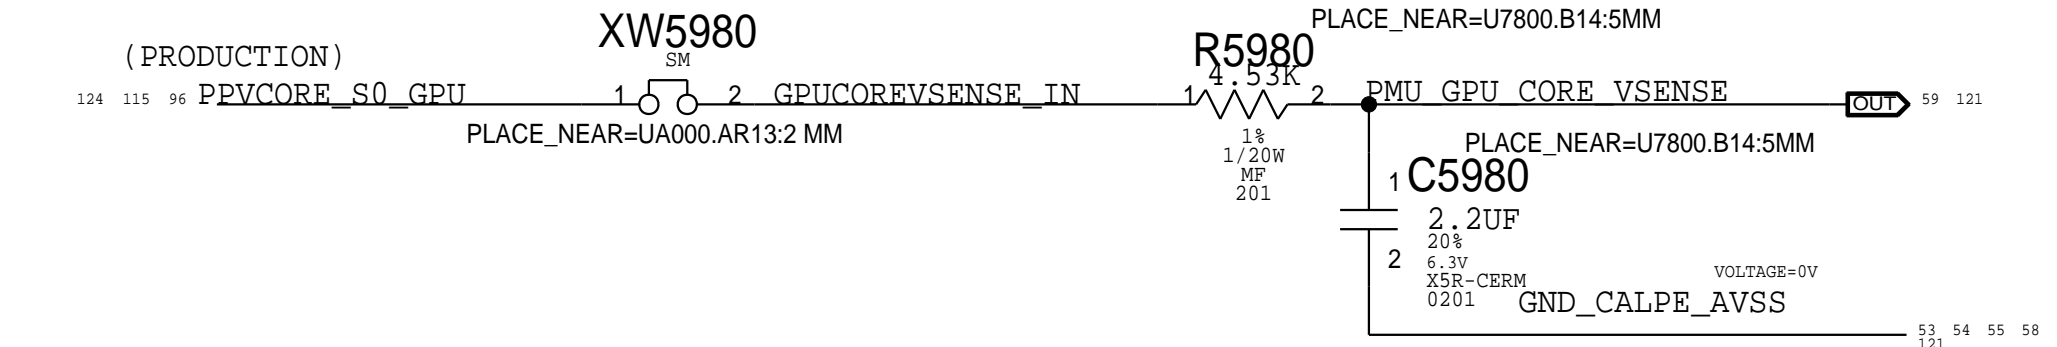 PLACE_NEAR=U7800.B14:5MM
XW5980
SM
R5980
4.53K
(PRODUCTION)
124 115 96 PPVCORE_S0_GPU 1 2 GPUCOREVSENSE_IN 1 2 PMU_GPU_CORE_VSENSE OUT 59 121
PLACE_NEAR=UA000.AR13:2 MM
1%
1/20W
MF
201
PLACE_NEAR=U7800.B14:5MM
1 C5980
2.2UF
20%
2 6.3V
X5R-CERM
0201
VOLTAGE=0V
GND_CALPE_AVSS
53 54 55 58
121